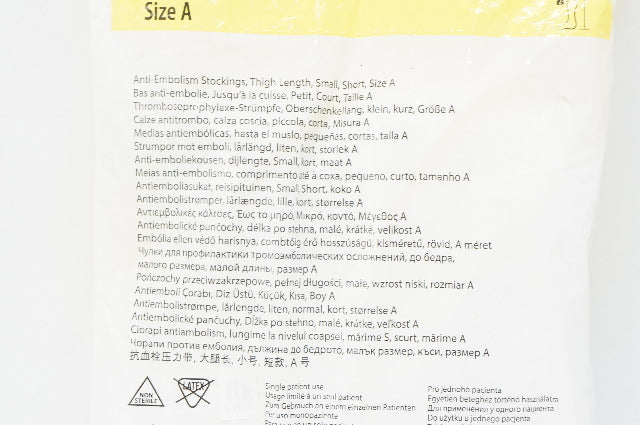 Size A
Anti-Embolism Stockings, Thigh Length, Small, Short, Size A
Bas anti-embolie, Jusqu'à la cuisse, Petit, Court, Taille A
Thromboseprophylaxe-Strümpfe, Oberschenkellang, klein, kurz, Größe A
Calze antitrombo, calza coscia, piccola, corta, Misura A
Medias antiembólicas, hasta el muslo, pequeñas, cortas, talla A
Strumpor mot emboli, lårlängd, liten, kort, storlek A
Anti-emboliekousen, dijlengte, Small, kort, maat A
Meias anti-embolismo, comprimento até à coxa, pequeno, curto, tamanho A
Antiemboliasukat, reisipituinen, Small, Short, koko A
Antiembolistrømper, lårlængde, lille, kort, størrelse A
Αντιεμβολικές κάλτσες, Έως το μηρό, Μικρό, κοντό, Μέγεθος A
Antiembolické punčochy, délka po stehna, malé, krátké, velikost A
Embólia ellen védő harisnya, combtőig érő hosszúságú, kisméretű, rövid, A méret
Чулки для профилактики тромоэмболических осложнений, до бедра,
малого размера, малой длины, размер A
Pończochy przeciwzakrzepowe, pełnej długości, małe, wzrost niski, rozmiar A
Antiemboli Çorabı, Diz Üstü, Küçük, Kısa, Boy A
Antiembolistrømpe, lårlengde, liten, normal, kort, størrelse A
Antiembolické pančuchy, Dĺžka po stehno, malé, krátke, veľkosť A
Ciorapi antiambolism, lungime la nivelul coapsei, mărime S, scurt, mărime A
Чорапи против емболия, дължина до бедрото, малък размер, къси, размер A
抗血栓压力带, 大腿长, 小号, 短款, A 号
NON
STERILE
LATEX
Single patient use
Usage limité à un seul patient
Zum Gebrauch an einem einzelnen Patienten
Per uso monopaziente
Pro jednoho pacienta
Egyetlen beteghez történő használatra
Для применения у одного пациента
Do użytku u jednego pacjenta